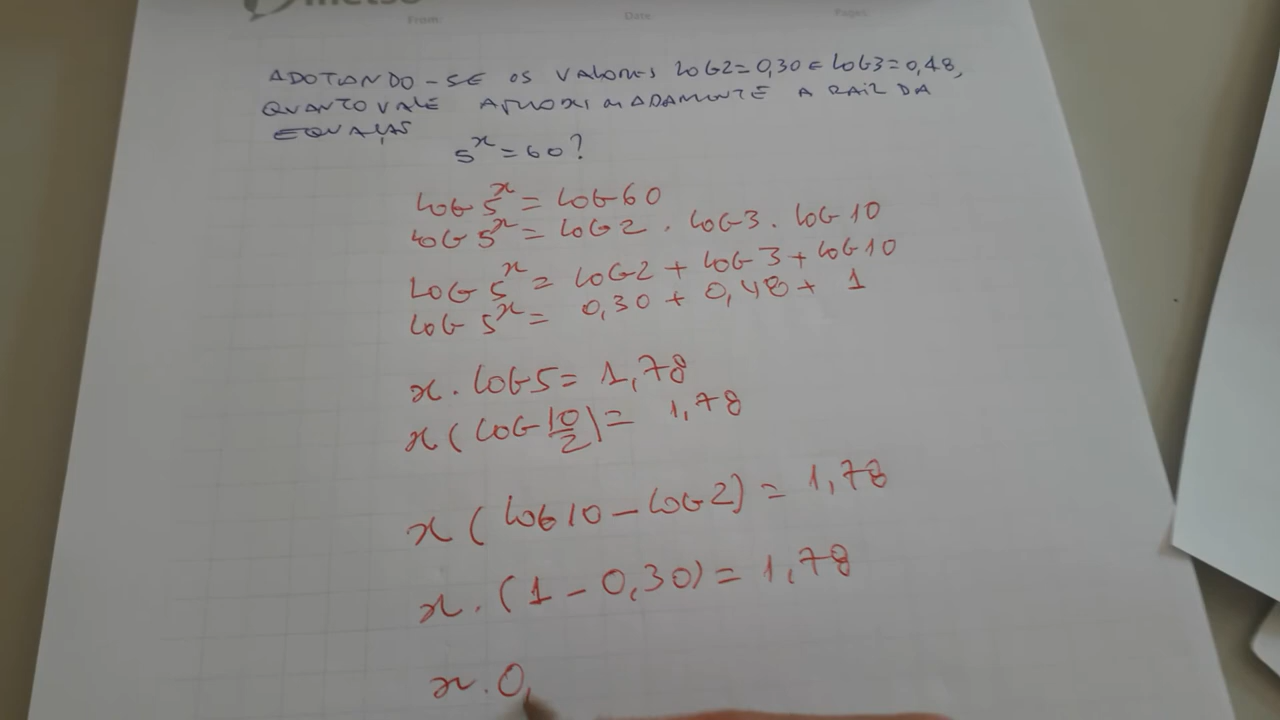 From:
Date
Pages:
ADOTANDO-SE OS VALORES LOG2=0,30 E LOG3=0,48,
QUANTO VALE APROXIMADAMENTE A RAIZ DA
EQUAÇÃO
5^x=60?
LOG 5^x = LOG 60
LOG 5^x = LOG 2 . LOG 3 . LOG 10
LOG 5^x = LOG 2 + LOG 3 + LOG 10
LOG 5^x = 0,30 + 0,48 + 1
x . LOG 5 = 1,78
x ( LOG 10/2 ) = 1,78
x ( LOG 10 - LOG 2 ) = 1,78
x . ( 1 - 0,30 ) = 1,78
x . 0,